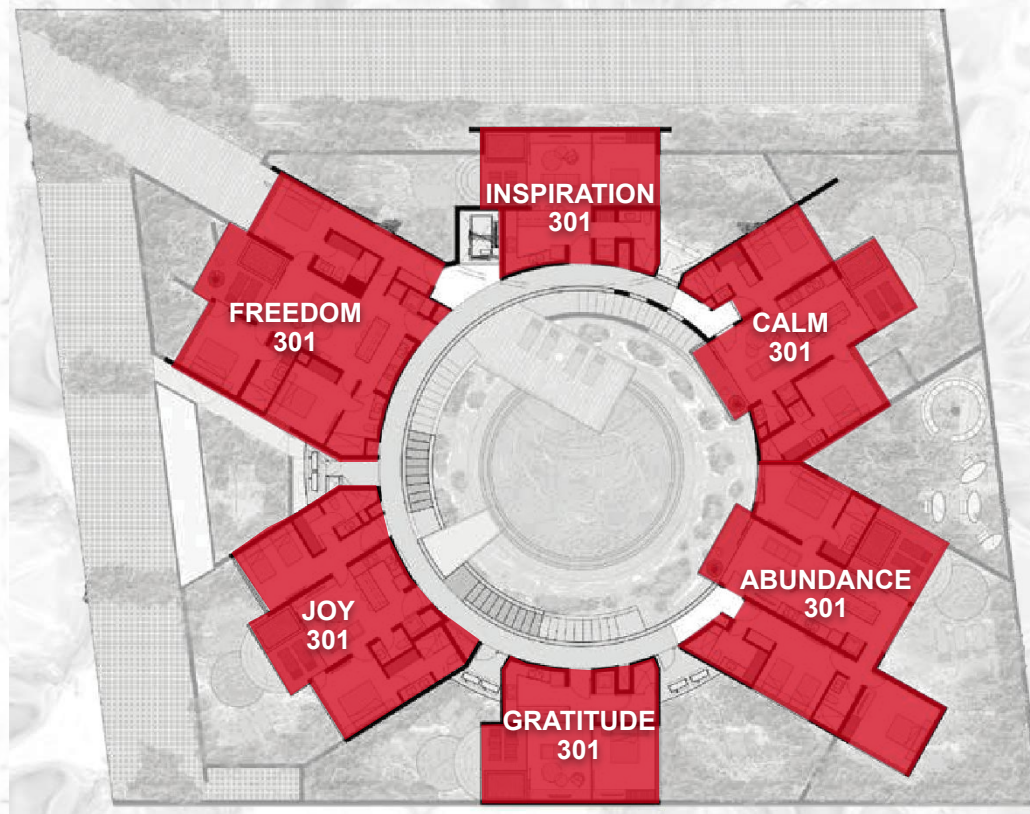 INSPIRATION
301
FREEDOM
301
CALM
301
ABUNDANCE
301
JOY
301
GRATITUDE
301